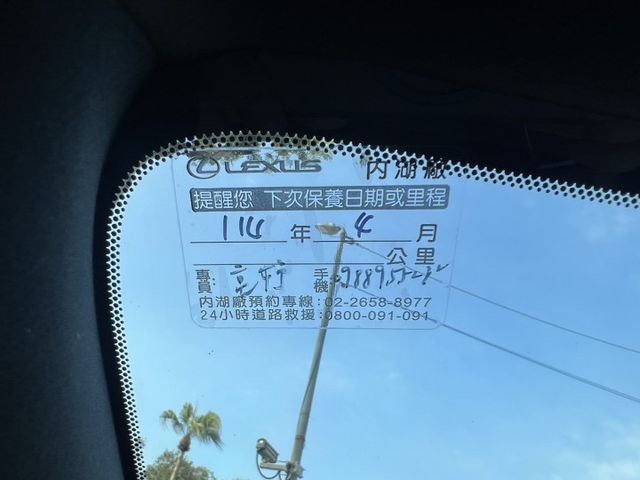 LEXUS 內湖廠
提醒您 下次保養日期或里程
114 年 4 月
公里
專員: 手機:
內湖廠預約專線:02-2658-8977
24小時道路救援:0800-091-091